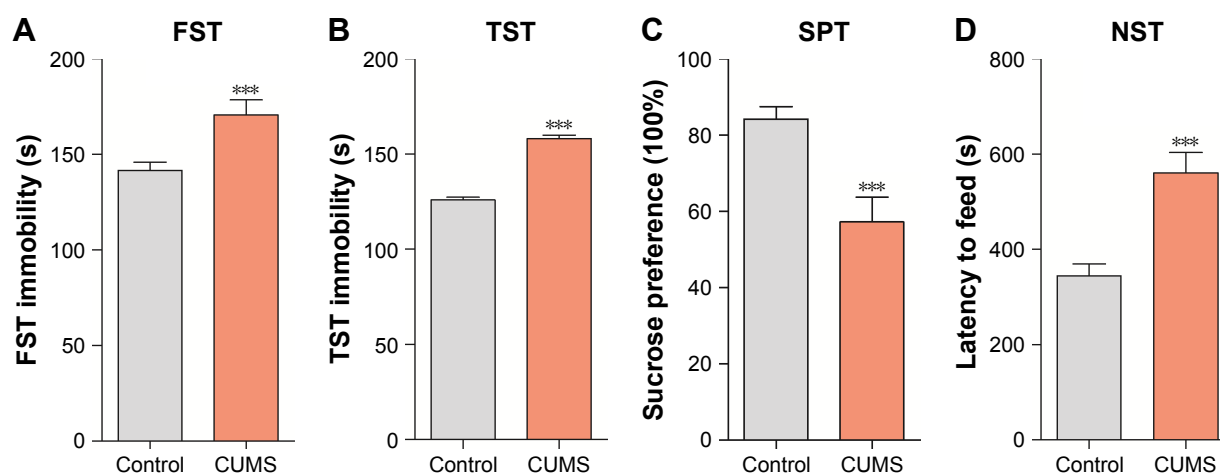 A
FST
FST immobility (s)
200
150
100
50
0
***
Control
CUMS
B
TST
TST immobility (s)
200
150
100
50
0
***
Control
CUMS
C
SPT
Sucrose preference (100%)
100
80
60
40
60
80
20
0
***
Control
CUMS
D
NST
Latency to feed (s)
800
600
400
200
0
***
Control
CUMS